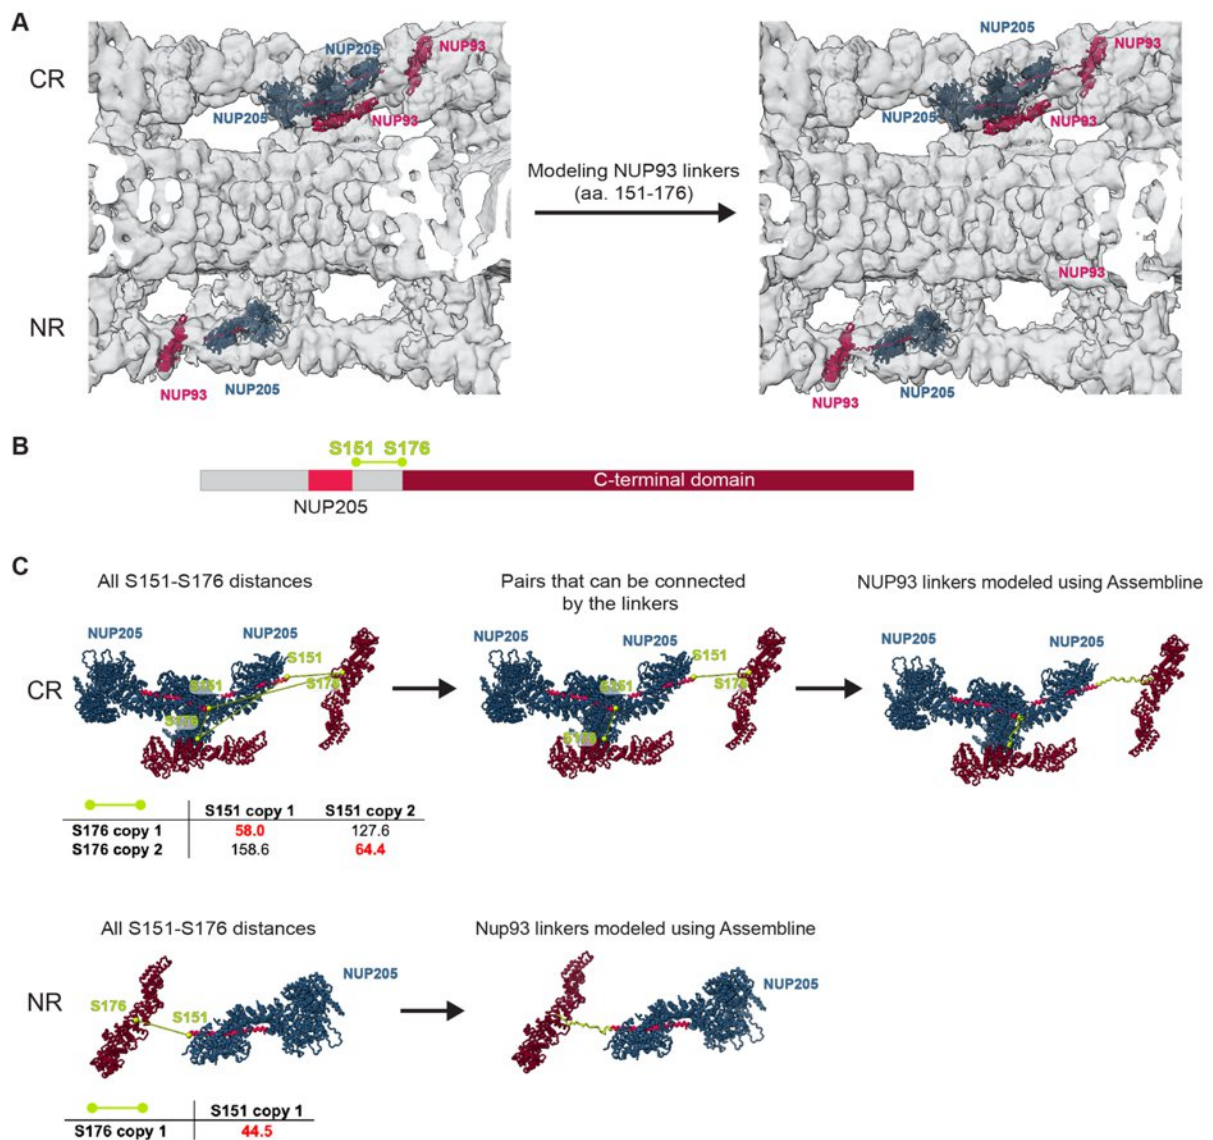 A
CR
NUP205
NUP93
NUP205
NUP93
NR
NUP93
NUP205
Modeling NUP93 linkers
(aa. 151-176)
NUP205
NUP93
NUP205
NUP93
NUP93
NUP93
NUP205
B
S151 S176
C-terminal domain
NUP205
C
All S151-S176 distances
Pairs that can be connected
by the linkers
NUP93 linkers modeled using Assembline
CR
NUP205
NUP205
S151
S151
S176
S176
NUP205
NUP205
S151
S151
S176
S176
NUP205
NUP205
S151 copy 1 S151 copy 2
S176 copy 1 58.0 127.6
S176 copy 2 158.6 64.4
All S151-S176 distances
Nup93 linkers modeled using Assembline
NR
S176
S151
NUP205
NUP205
S151 copy 1
S176 copy 1 44.5